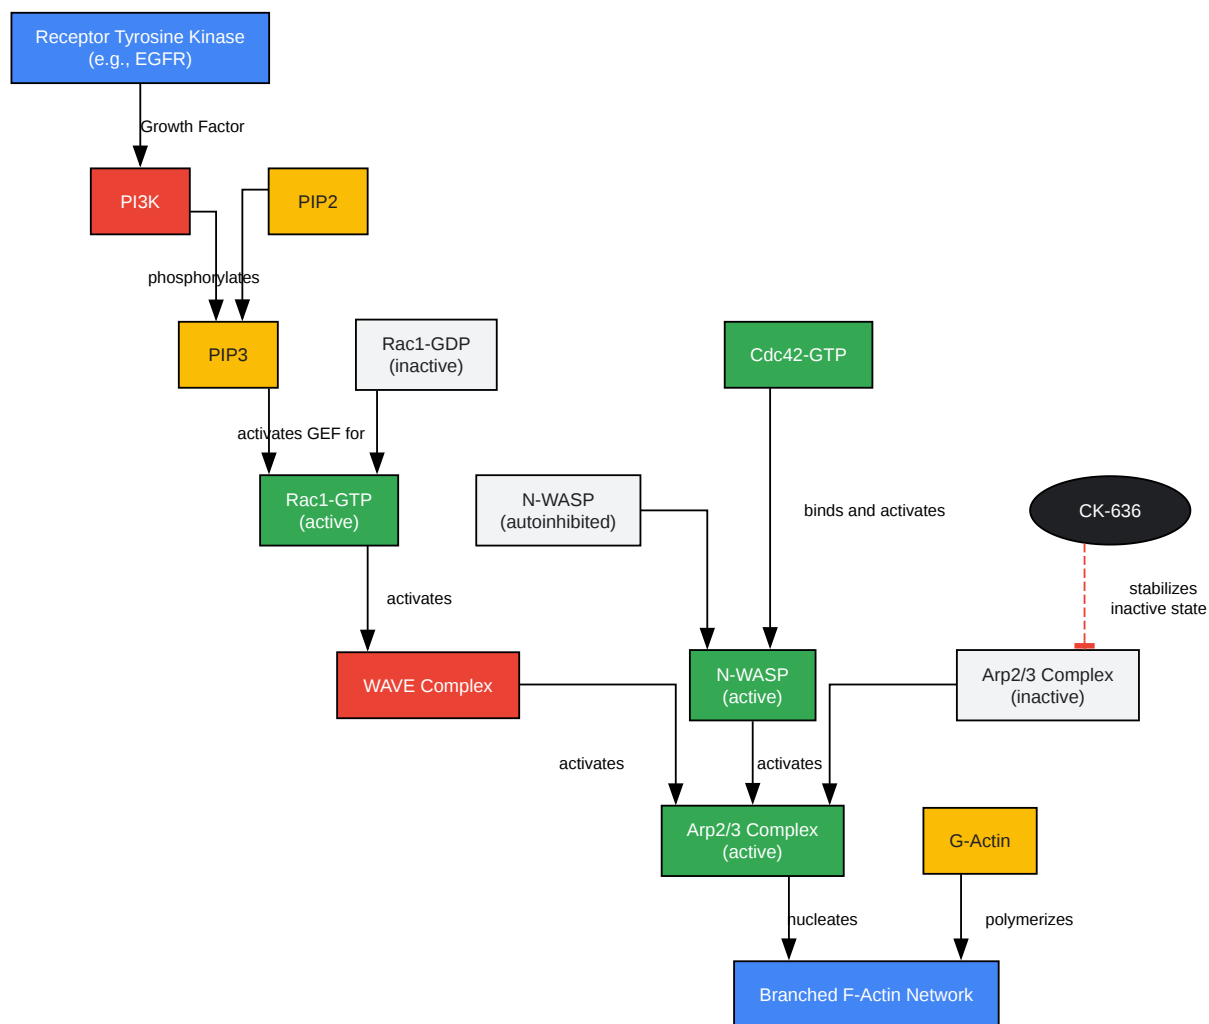 Receptor Tyrosine Kinase
(e.g., EGFR)
Growth Factor
PI3K
PIP2
phosphorylates
PIP3
Rac1-GDP
(inactive)
Cdc42-GTP
activates GEF for
Rac1-GTP
(active)
N-WASP
(autoinhibited)
binds and activates
CK-636
activates
stabilizes
inactive state
WAVE Complex
N-WASP
(active)
Arp2/3 Complex
(inactive)
activates
activates
Arp2/3 Complex
(active)
G-Actin
nucleates
polymerizes
Branched F-Actin Network